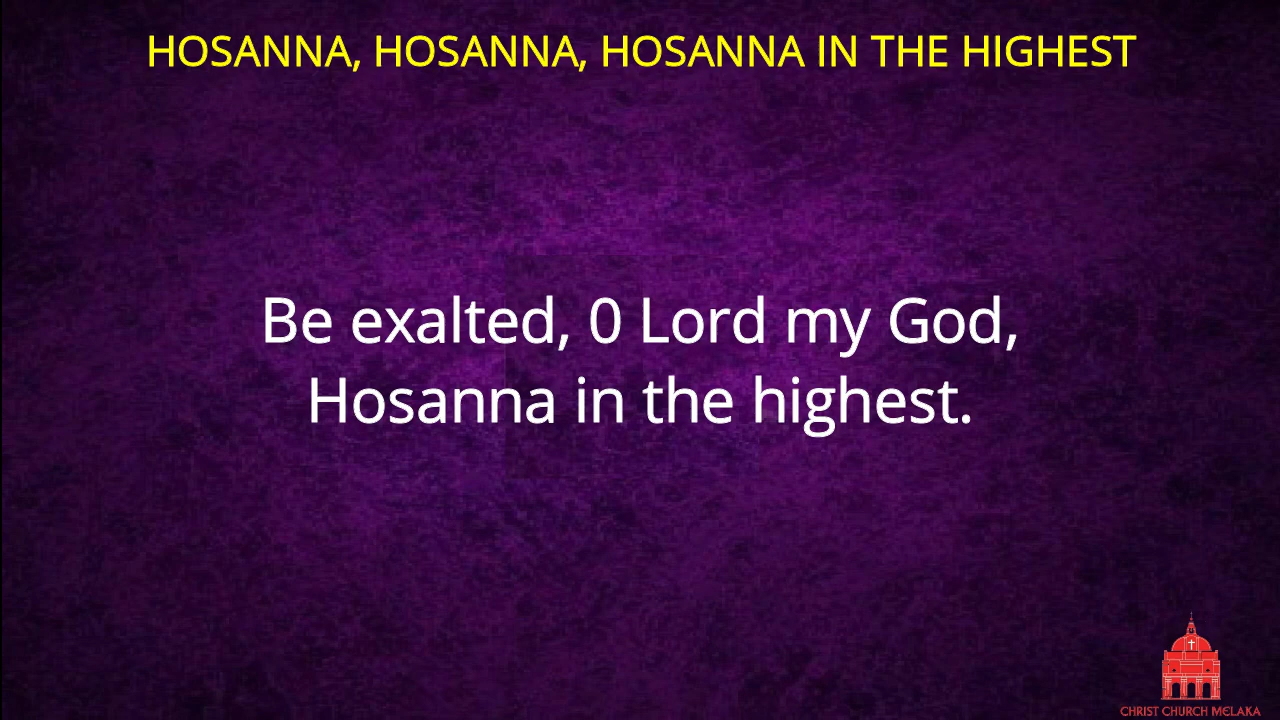 HOSANNA, HOSANNA, HOSANNA IN THE HIGHEST
Be exalted, 0 Lord my God,
Hosanna in the highest.
CHRIST CHURCH MELAKA